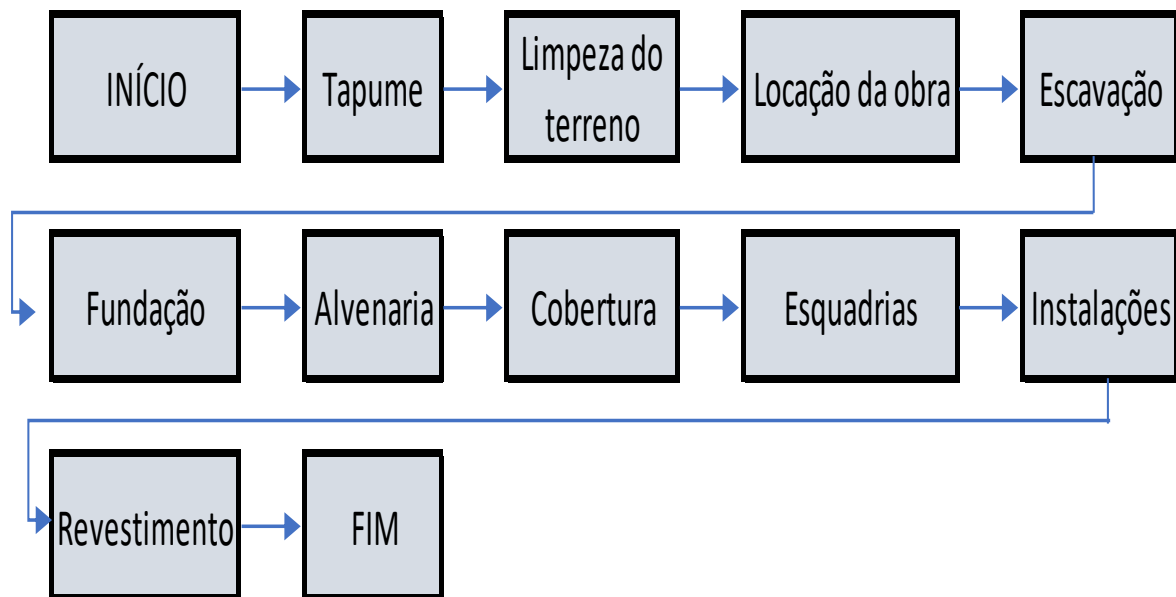 INÍCIO
Tapume
Limpeza do
terreno
Locação da obra
Escavação
Fundação
Alvenaria
Cobertura
Esquadrias
Instalações
Revestimento
FIM